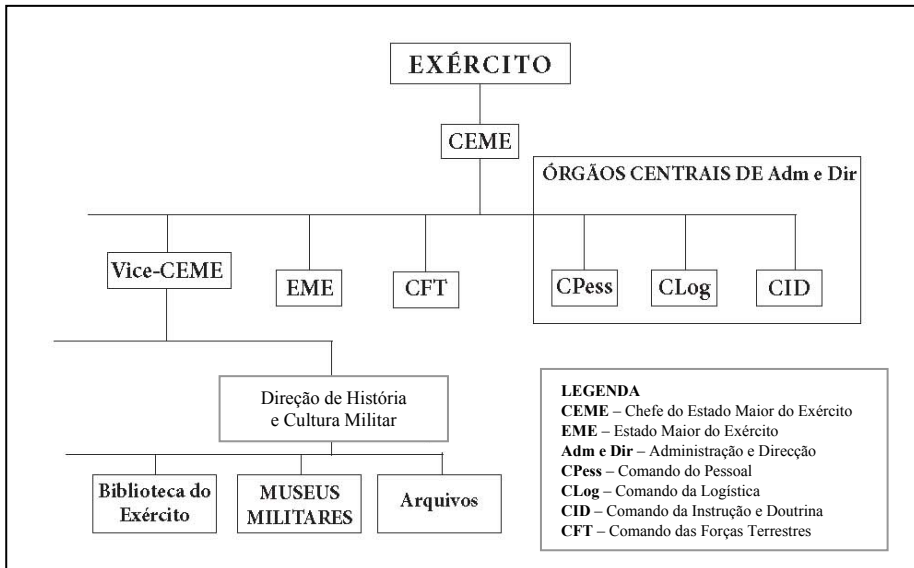 EXÉRCITO
CEME
ÓRGÃOS CENTRAIS DE Adm e Dir
Vice-CEME
EME
CFT
CPess
CLog
CID
Direção de História
e Cultura Militar
Biblioteca do
Exército
MUSEUS
MILITARES
Arquivos
LEGENDA
CEME – Chefe do Estado Maior do Exército
EME – Estado Maior do Exército
Adm e Dir – Administração e Direcção
CPess – Comando do Pessoal
CLog – Comando da Logística
CID – Comando da Instrução e Doutrina
CFT – Comando das Forças Terrestres